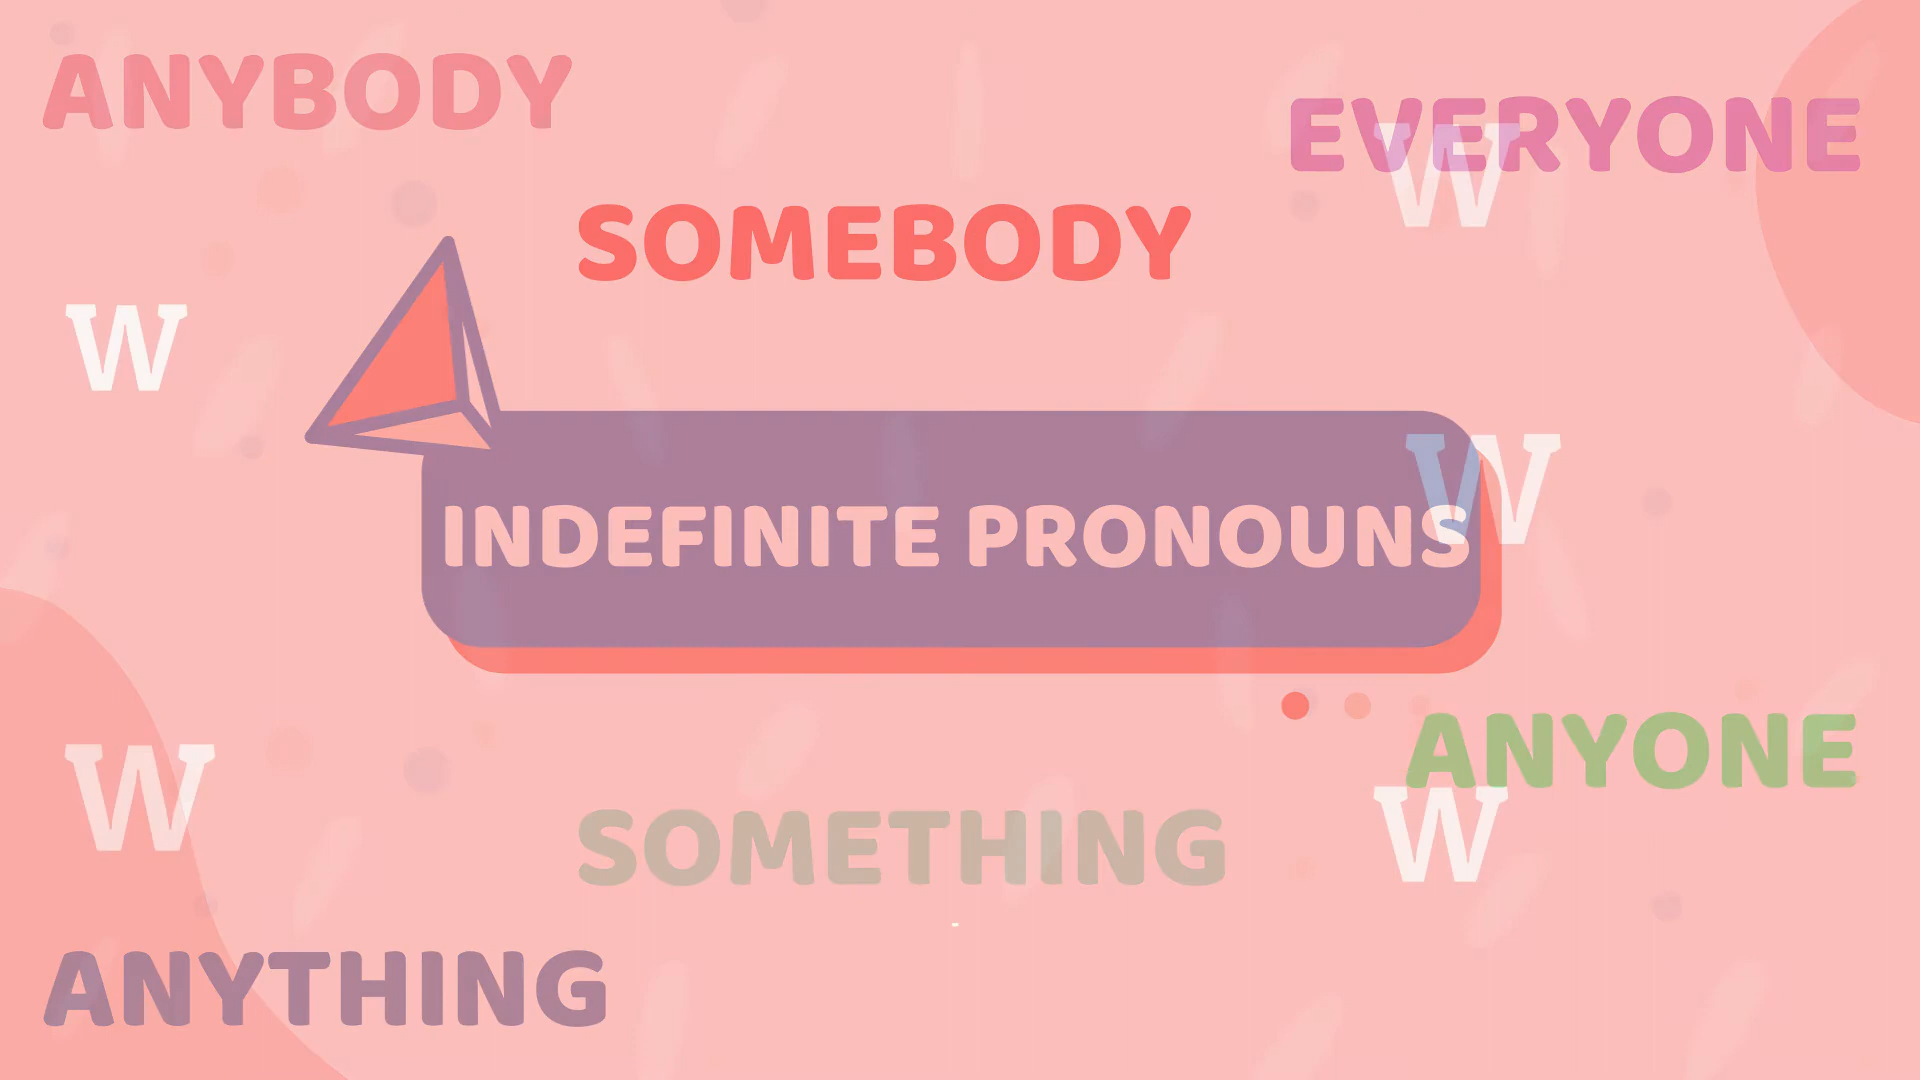 ANYBODY
EVERYONE
W
SOMEBODY
W
W
INDEFINITE PRONOUNS
ANYONE
W
W
SOMETHING
ANYTHING